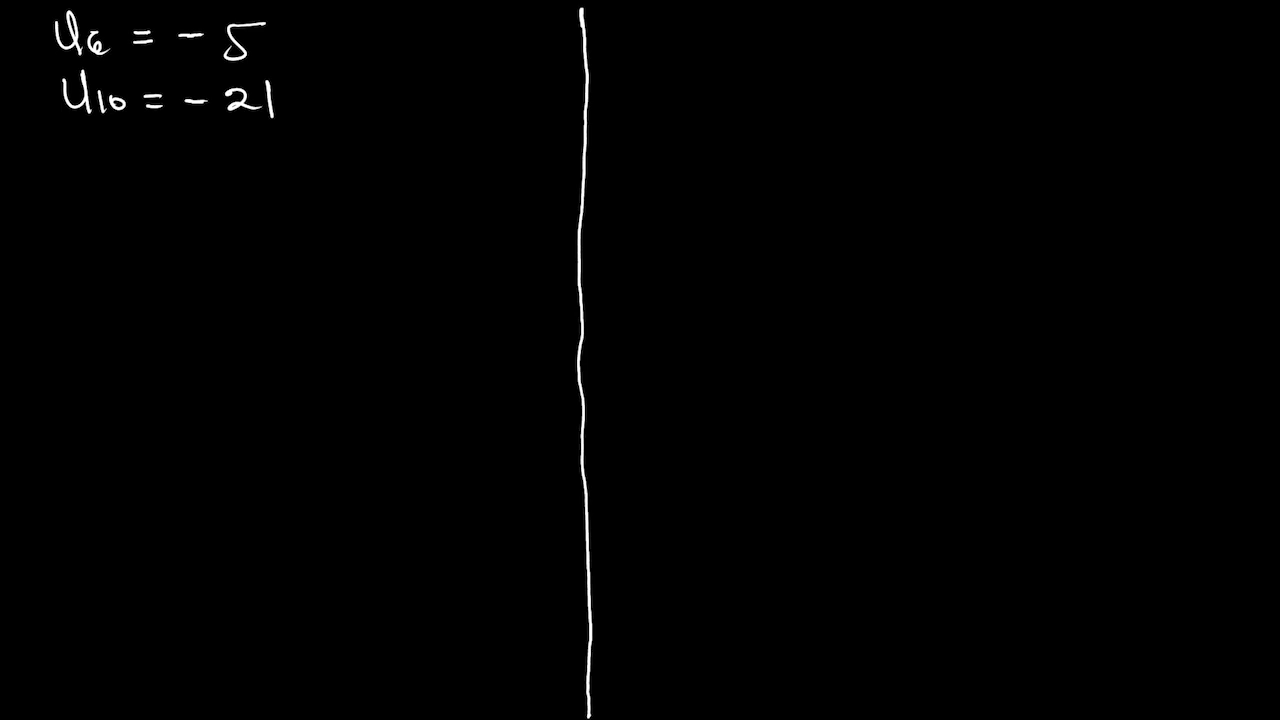 U6 = - 5
U10 = - 21